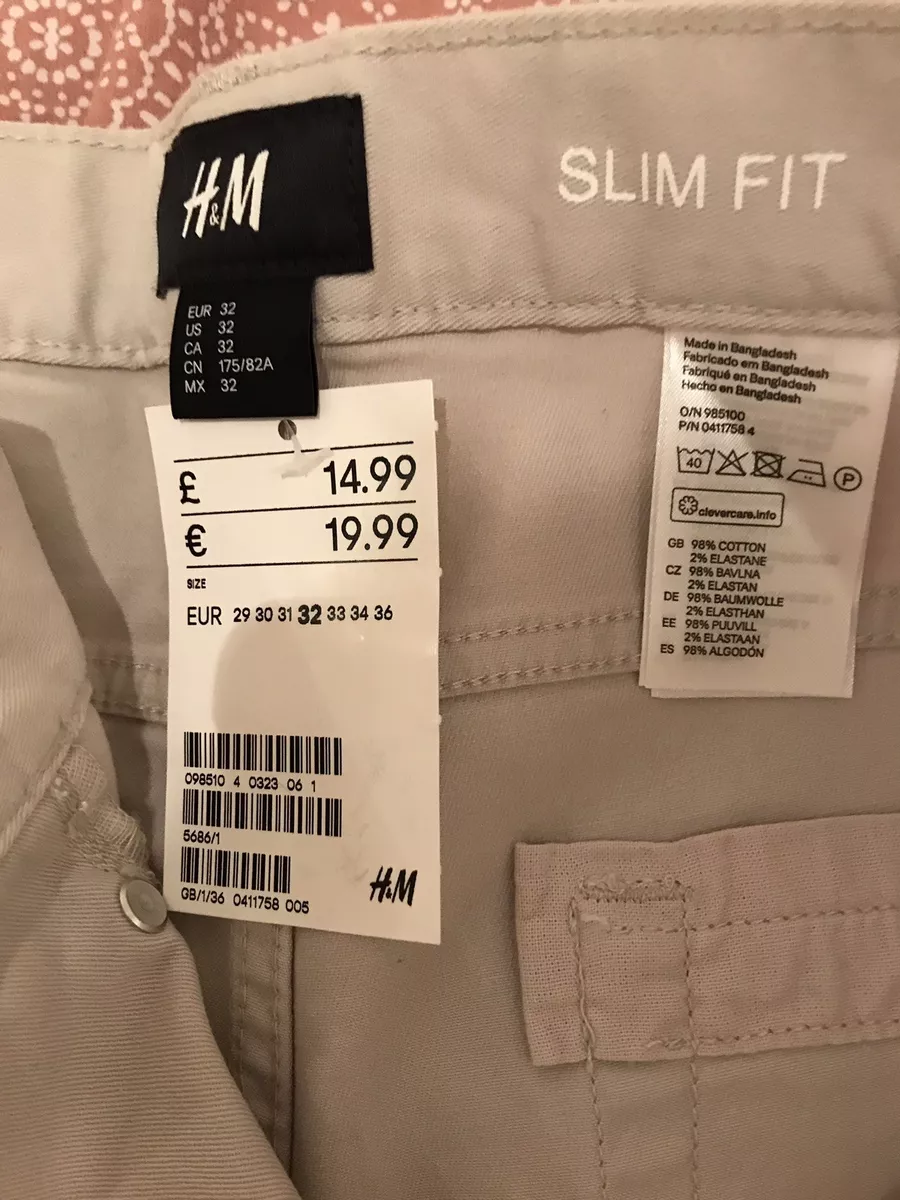 H&M
SLIM FIT
EUR 32
US 32
CA 32
CN 175/82A
MX 32
£ 14.99
€ 19.99
SIZE
EUR 29 30 31 32 33 34 36
098510 4 0323 06 1
5686/1
GB/1/36 0411758 005
H&M
Made in Bangladesh
Fabricado em Bangladesh
Fabriqué en Bangladesh
Hecho en Bangladesh
O/N 985100
P/N 0411758 4
40 P
clevercare.info
GB 98% COTTON
2% ELASTANE
CZ 98% BAVLNA
2% ELASTAN
DE 98% BAUMWOLLE
2% ELASTHAN
EE 98% PUUVILL
2% ELASTAAN
ES 98% ALGODÓN